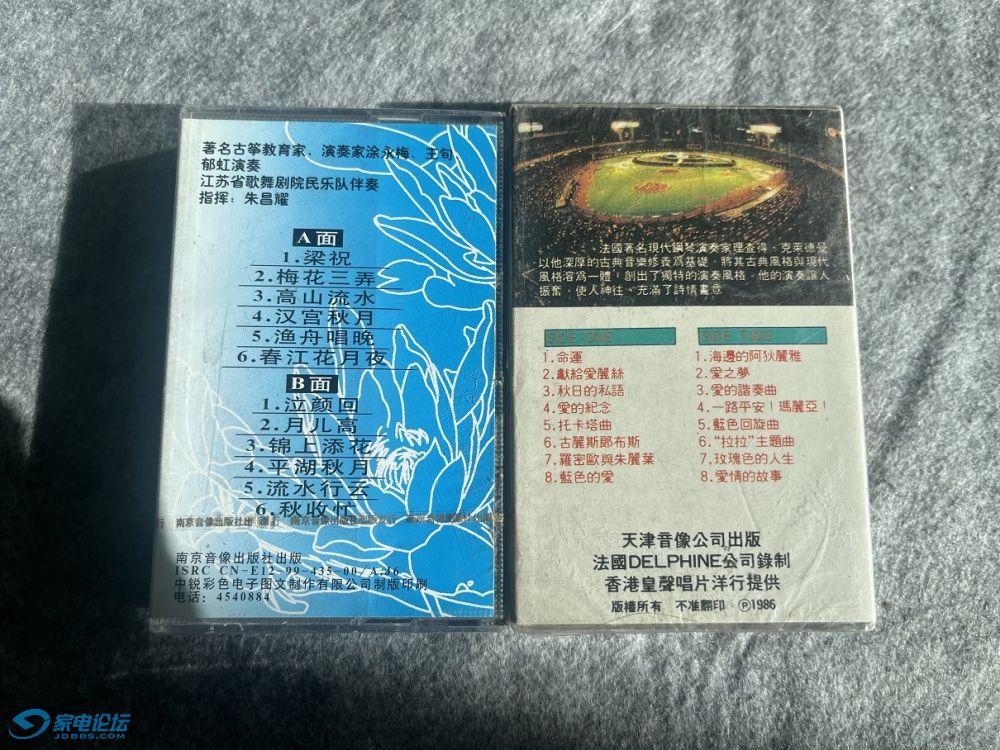 著名古筝教育家、演奏家涂永梅、王旬、
郁虹演奏
江苏省歌舞剧院民乐队伴奏
指挥：朱昌耀
A面
1.梁祝
2.梅花三弄
3.高山流水
4.汉宫秋月
5.渔舟唱晚
6.春江花月夜
B面
1.泣颜回
2.月儿高
3.锦上添花
4.平湖秋月
5.流水行云
6.秋收忙
南京音像出版社出版
南京音像出版社出版
ISRC CN-E12-99-435-00/A.J6
中锐彩色电子图文制作有限公司制版印刷
电话：4540884
法國著名現代鋼琴演奏家理查得·克萊德曼
以他深厚的古典音樂修養爲基礎，將其古典風格與現代
風格溶爲一體，創出了獨特的演奏風格。他的演奏讓人
振奮，使人神往，充滿了詩情畫意
SIDE ONE
1.命運
2.獻給愛麗絲
3.秋日的私語
4.愛的紀念
5.托卡塔曲
6.古麗斯鄖布斯
7.羅密歐與朱麗葉
8.藍色的愛
SIDE TWO
1.海邊的阿狄麗雅
2.愛之夢
3.愛的諧奏曲
4.一路平安！瑪麗亞！
5.藍色回旋曲
6.“拉拉”主題曲
7.玫瑰色的人生
8.愛情的故事
天津音像公司出版
法國DELPHINE公司錄制
香港皇聲唱片洋行提供
版權所有 不准翻印 ℗1986
家电论坛
JDBBS.COM